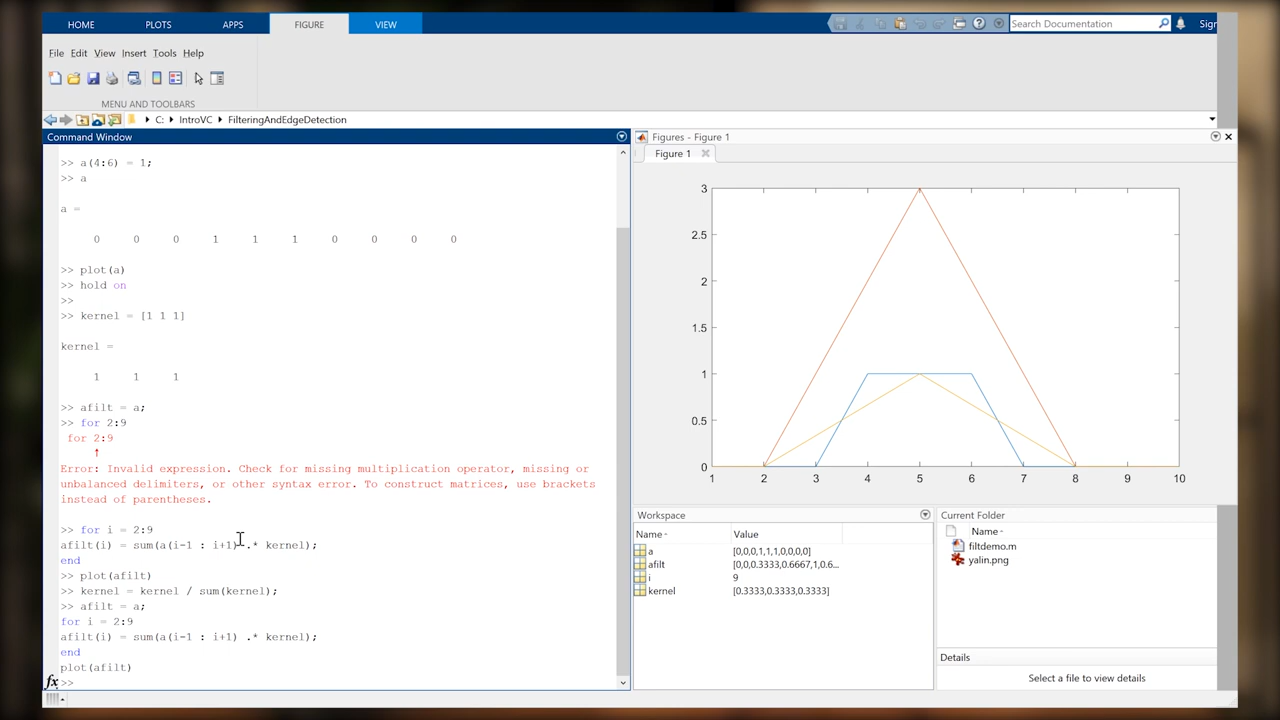 HOME PLOTS APPS FIGURE VIEW Search Documentation
File Edit View Insert Tools Help
MENU AND TOOLBARS
C: IntroVC FilteringAndEdgeDetection
Command Window
>> a(4:6) = 1;
>> a
a =
0 0 0 1 1 1 0 0 0 0
>> plot(a)
>> hold on
>>
>> kernel = [1 1 1]
kernel =
1 1 1
>> afilt = a;
>> for 2:9
for 2:9
↑
Error: Invalid expression. Check for missing multiplication operator, missing or
unbalanced delimiters, or other syntax error. To construct matrices, use brackets
instead of parentheses.
>> for i = 2:9
afilt(i) = sum(a(i-1 : i+1) .* kernel);
end
>> plot(afilt)
>> kernel = kernel / sum(kernel);
>> afilt = a;
for i = 2:9
afilt(i) = sum(a(i-1 : i+1) .* kernel);
end
plot(afilt)
fx >>
Figures - Figure 1
Figure 1
3
2.5
2
1.5
1
0.5
0
1 2 3 4 5 6 7 8 9 10
Workspace
Name Value
a [0,0,0,1,1,1,0,0,0,0]
afilt [0,0,0.3333,0.6667,1,0.6...
i 9
kernel [0.3333,0.3333,0.3333]
Current Folder
Name
filtdemo.m
yalin.png
Details
Select a file to view details